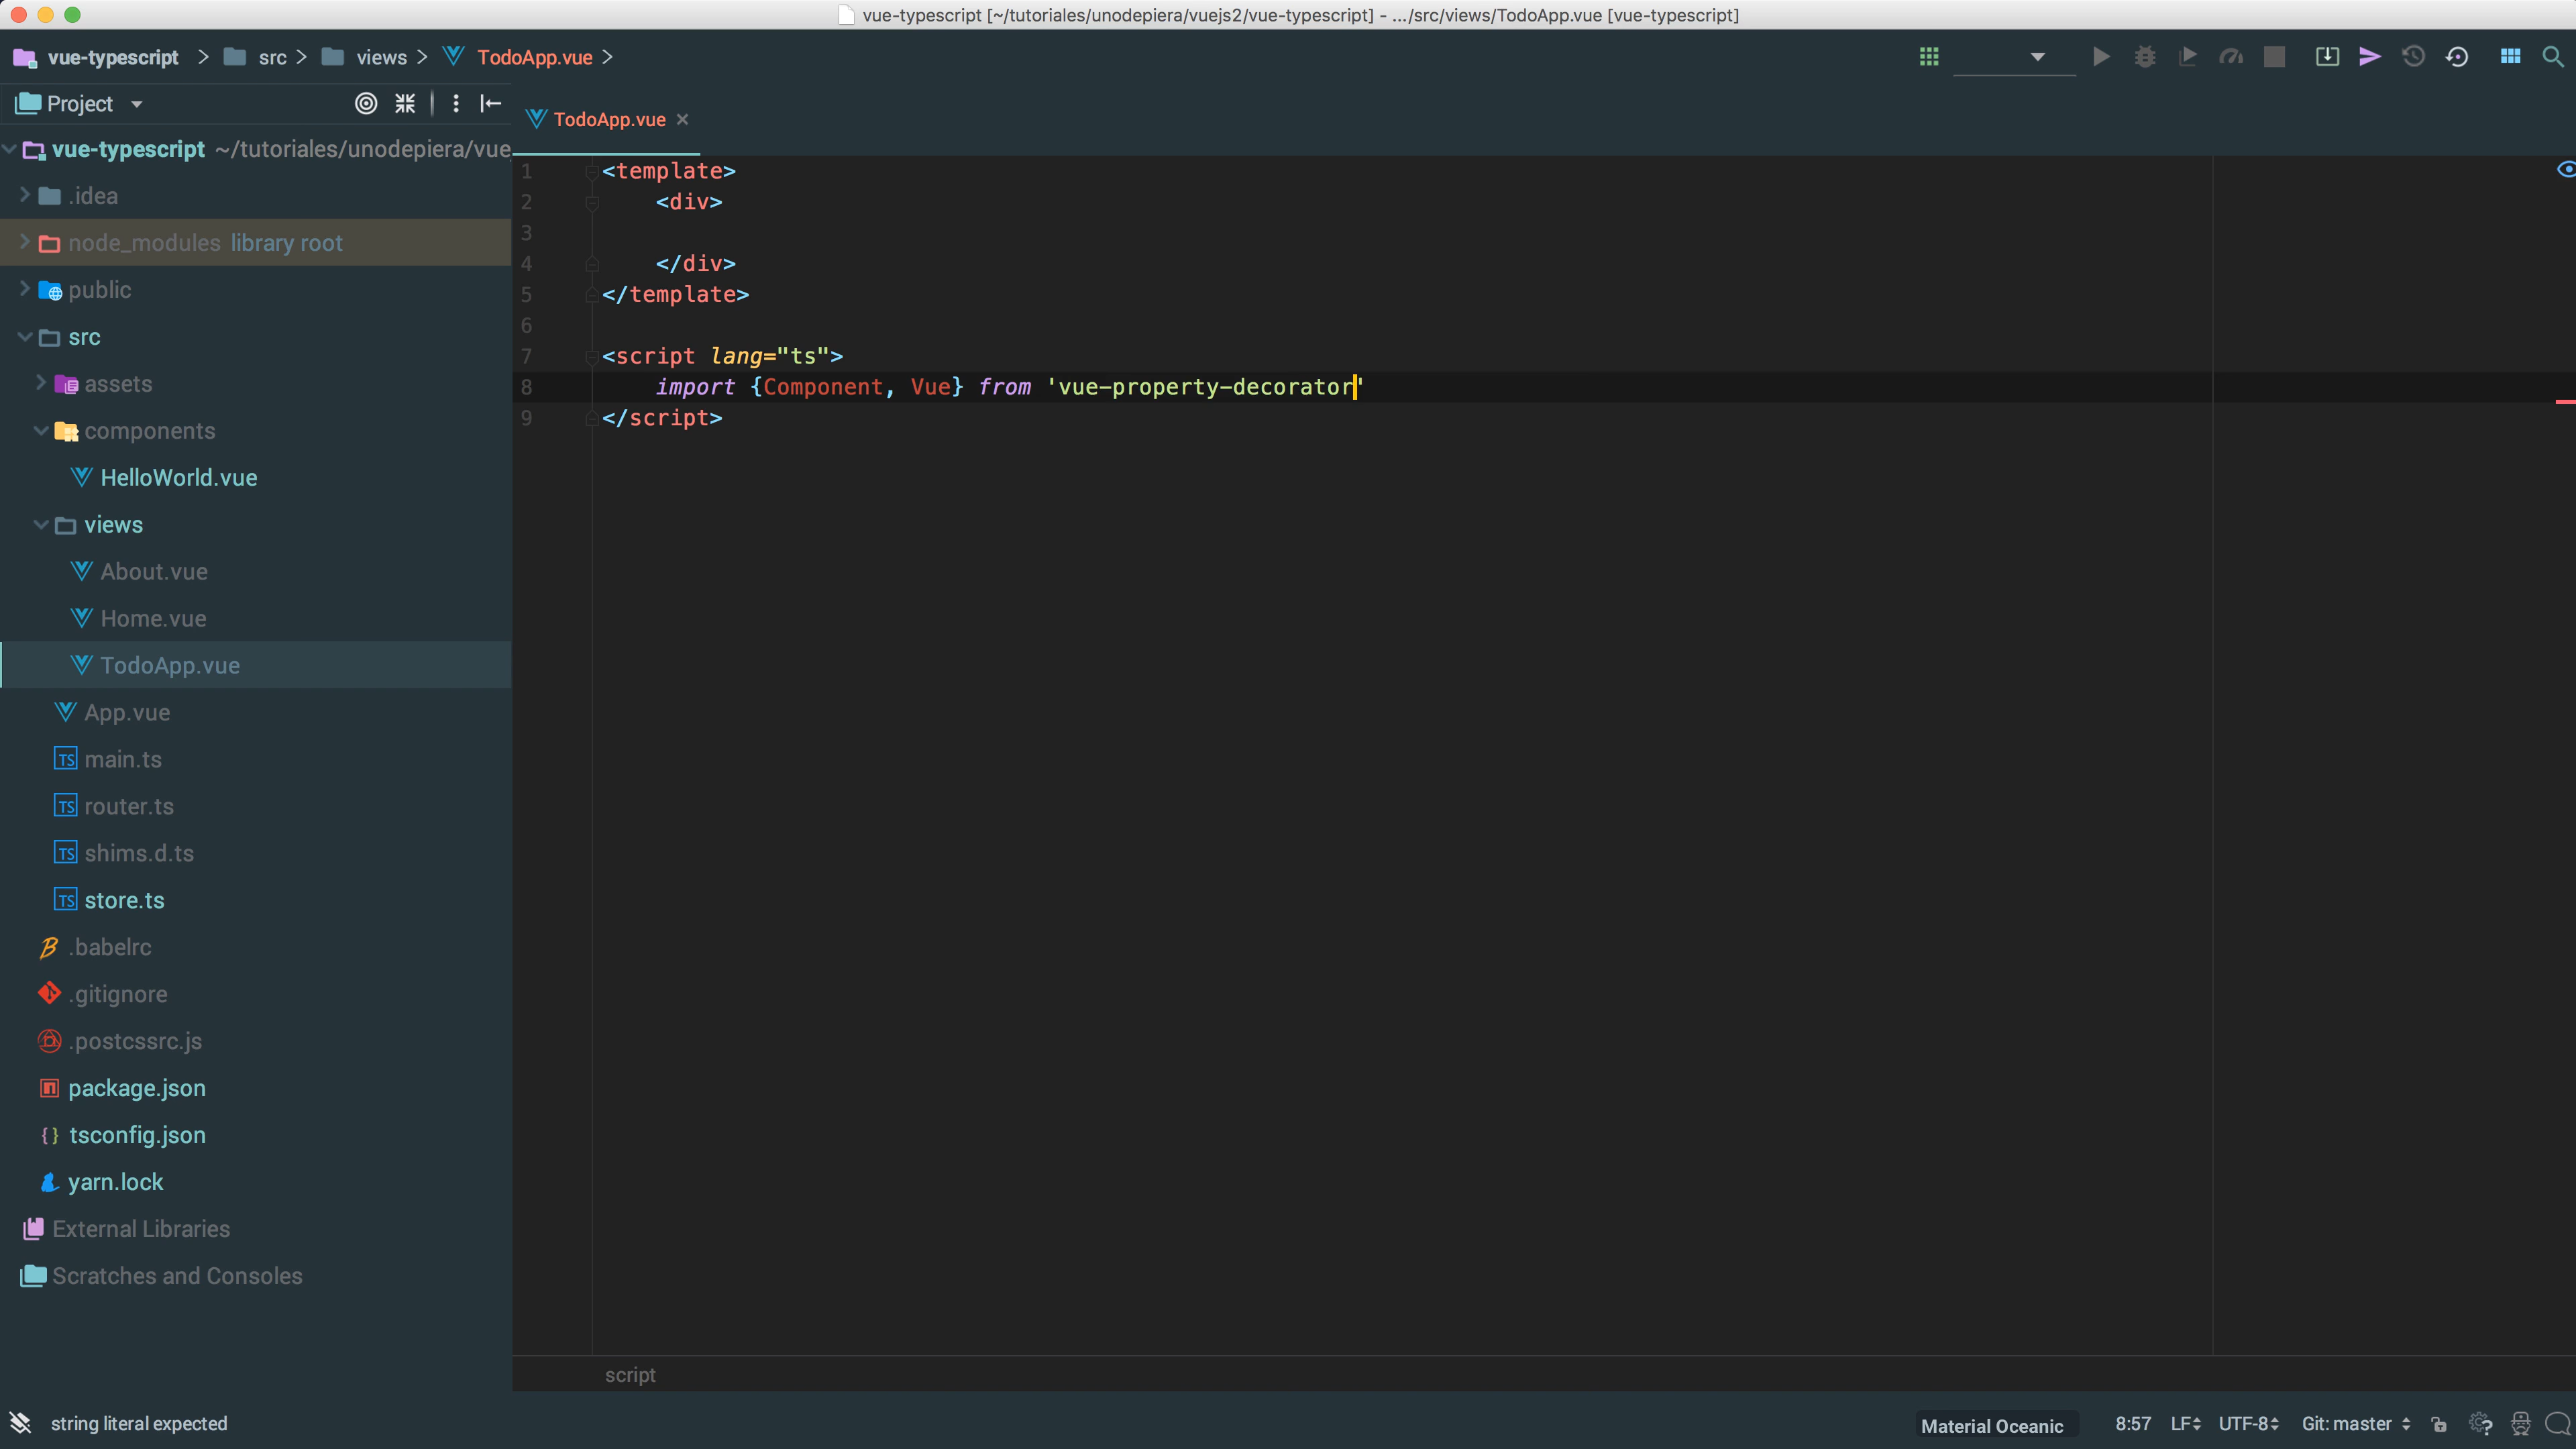 vue-typescript [~/tutoriales/unodepiera/vuejs2/vue-typescript] - .../src/views/TodoApp.vue [vue-typescript]
vue-typescript > src > views > TodoApp.vue >
Project
TodoApp.vue
vue-typescript ~/tutoriales/unodepiera/vue
.idea
node_modules library root
public
src
assets
components
HelloWorld.vue
views
About.vue
Home.vue
TodoApp.vue
App.vue
TS main.ts
TS router.ts
TS shims.d.ts
TS store.ts
.babelrc
.gitignore
.postcssrc.js
package.json
{} tsconfig.json
yarn.lock
External Libraries
Scratches and Consoles
1 <template>
2 <div>
3
4 </div>
5 </template>
6
7 <script lang="ts">
8 import {Component, Vue} from 'vue-property-decorator'
9 </script>
script
string literal expected
Material Oceanic 8:57 LF UTF-8 Git: master